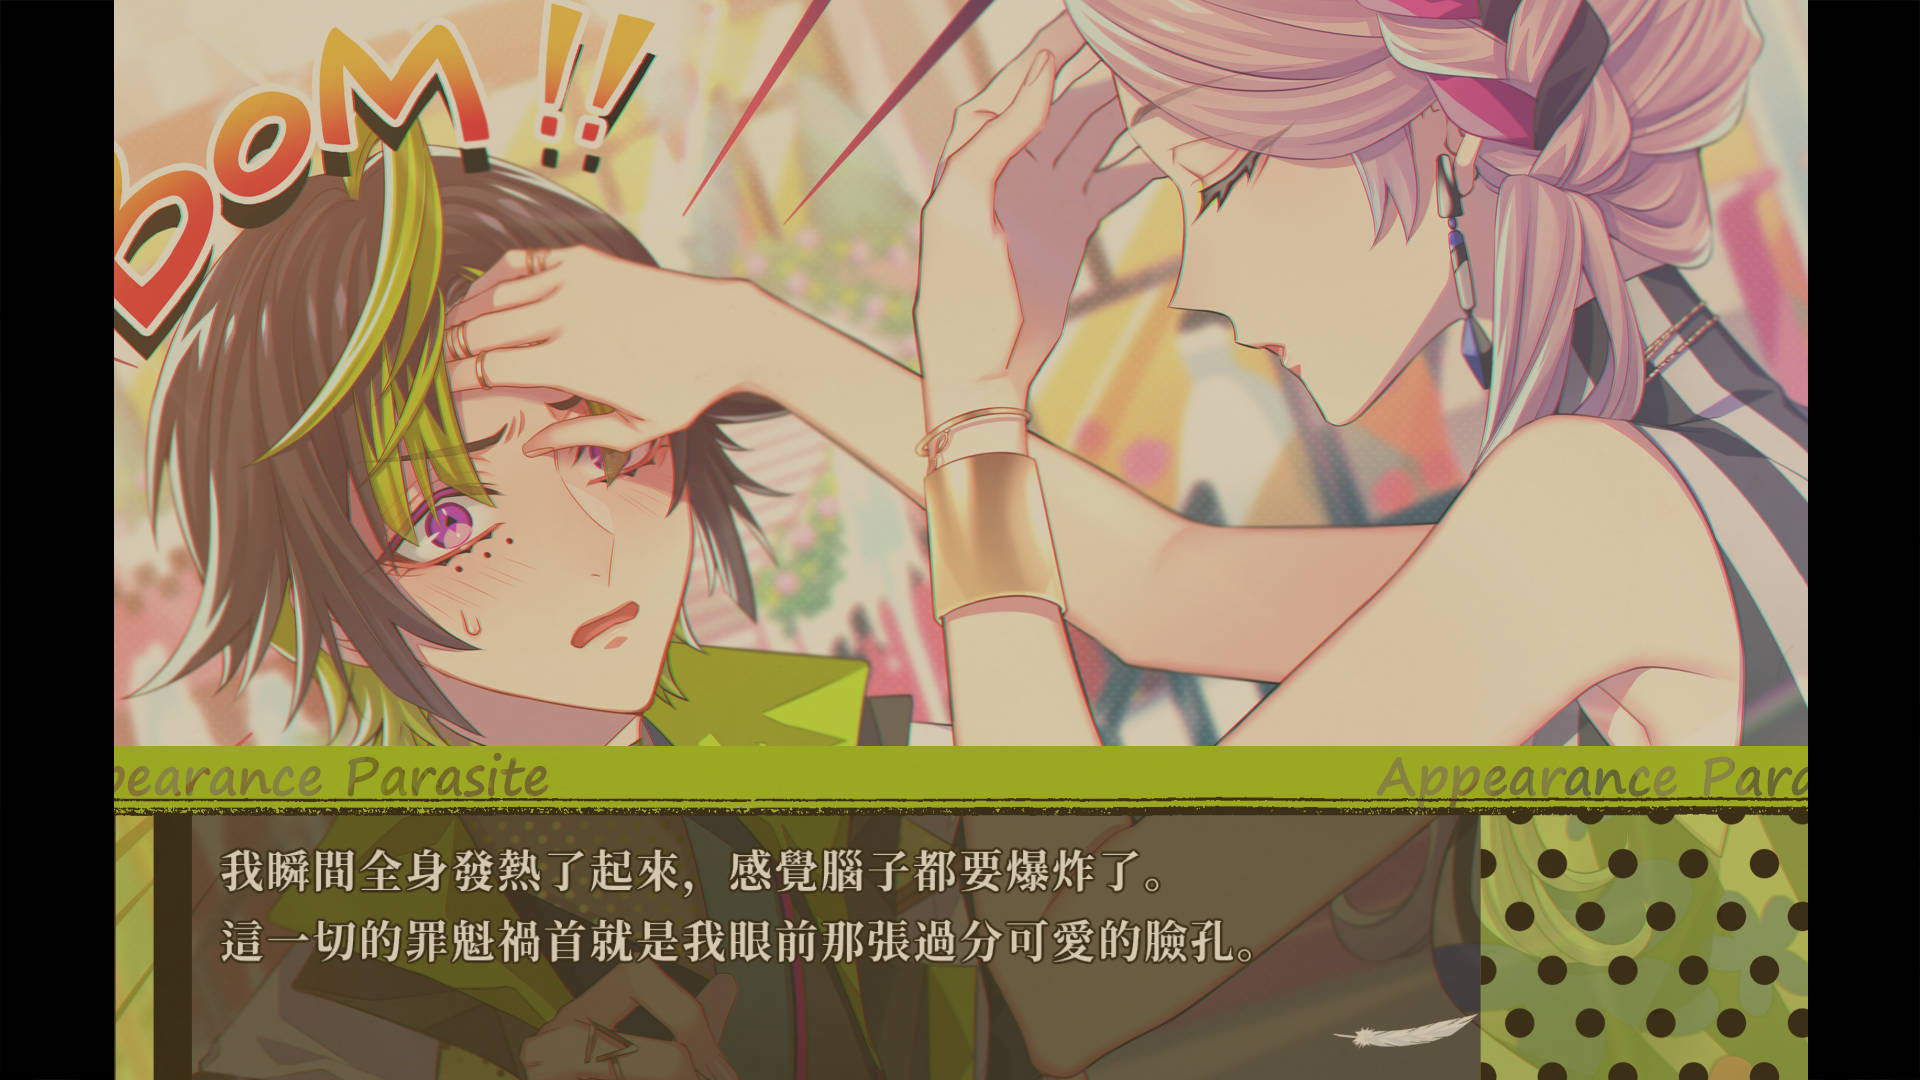 BOM!!
pearance Parasite
Appearance Para
我瞬間全身發熱了起來，感覺腦子都要爆炸了。
這一切的罪魁禍首就是我眼前那張過分可愛的臉孔。